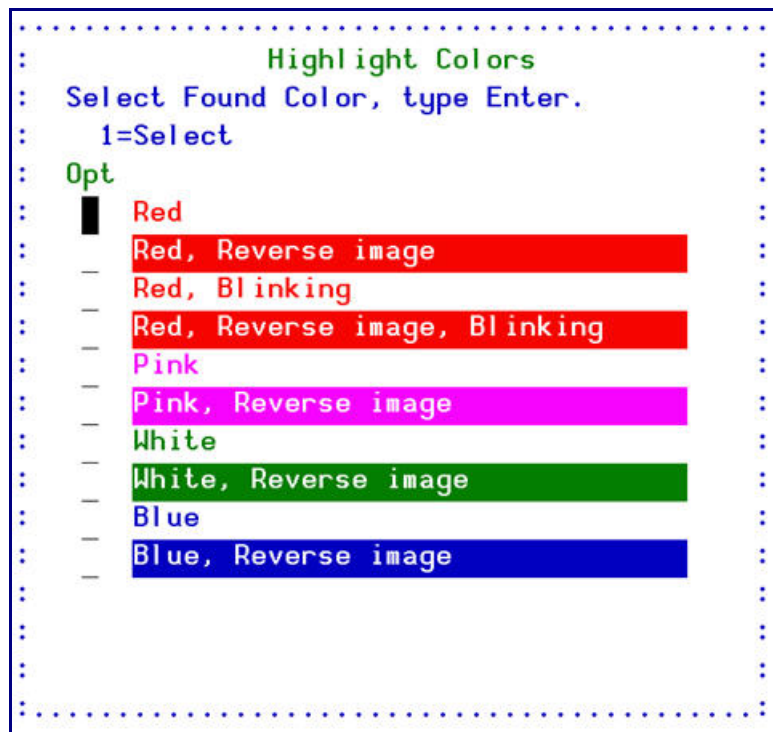 Highlight Colors
Select Found Color, type Enter.
1=Select
Opt
Red
Red, Reverse image
Red, Blinking
Red, Reverse image, Blinking
Pink
Pink, Reverse image
White
White, Reverse image
Blue
Blue, Reverse image